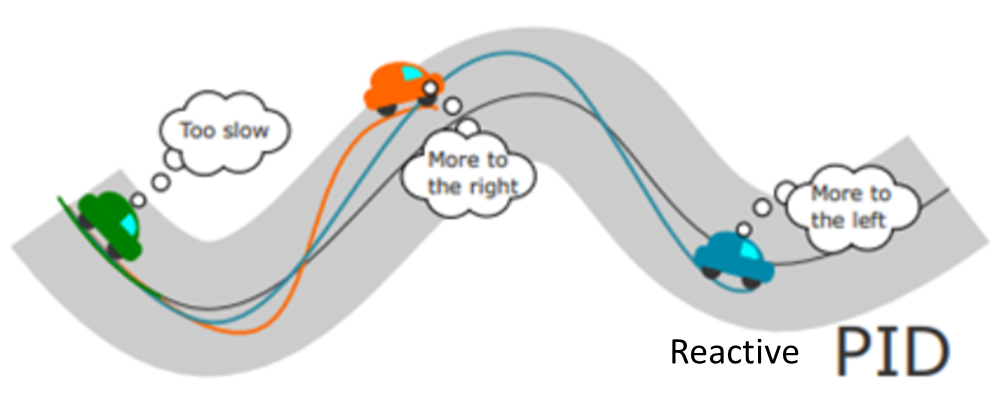 Too slow
More to
the right
More to
the left
Reactive PID